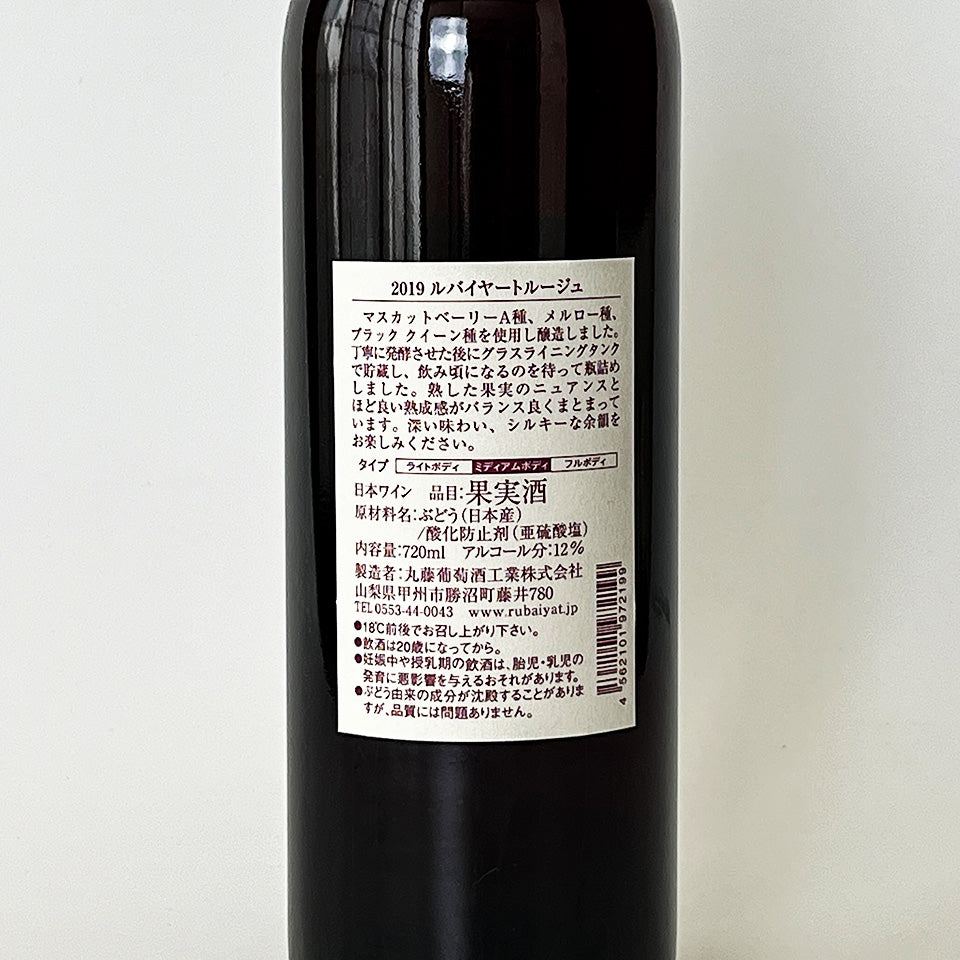 2019 ルバイヤートルージュ
マスカットベーリーA種、メルロー種、
ブラック クイーン種を使用し醸造しました。
丁寧に発酵させた後にグラスライニングタンク
で貯蔵し、飲み頃になるのを待って瓶詰め
しました。熟した果実のニュアンスと
ほど良い熟成感がバランス良くまとまって
います。深い味わい、シルキーな余韻を
お楽しみください。
タイプ ライトボディ ミディアムボディ フルボディ
日本ワイン 品目:果実酒
原材料名:ぶどう(日本産)
/酸化防止剤(亜硫酸塩)
内容量:720ml アルコール分:12%
製造者:丸藤葡萄酒工業株式会社
山梨県甲州市勝沼町藤井780
TEL 0553-44-0043 www.rubaiyat.jp
●18℃前後でお召し上がり下さい。
●飲酒は20歳になってから。
●妊娠中や授乳期の飲酒は、胎児・乳児の
発育に悪影響を与えるおそれがあります。
●ぶどう由来の成分が沈殿することがありま
すが、品質には問題ありません。
4 562101 972199